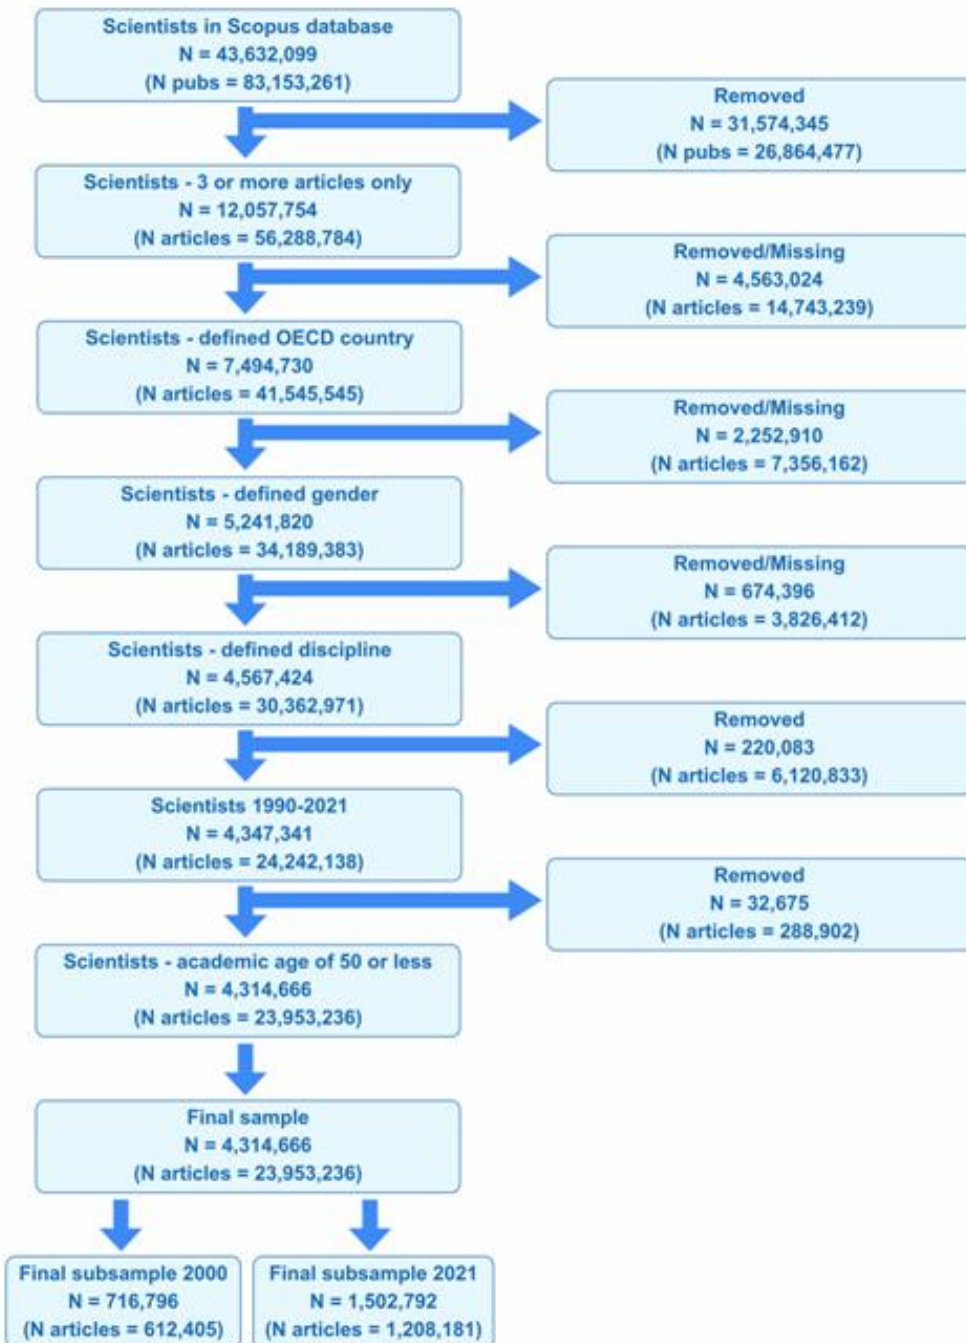 Scientists in Scopus database
N = 43,632,099
(N pubs = 83,153,261)
Removed
N = 31,574,345
(N pubs = 26,864,477)
Scientists - 3 or more articles only
N = 12,057,754
(N articles = 56,288,784)
Removed/Missing
N = 4,563,024
(N articles = 14,743,239)
Scientists - defined OECD country
N = 7,494,730
(N articles = 41,545,545)
Removed/Missing
N = 2,252,910
(N articles = 7,356,162)
Scientists - defined gender
N = 5,241,820
(N articles = 34,189,383)
Removed/Missing
N = 674,396
(N articles = 3,826,412)
Scientists - defined discipline
N = 4,567,424
(N articles = 30,362,971)
Removed
N = 220,083
(N articles = 6,120,833)
Scientists 1990-2021
N = 4,347,341
(N articles = 24,242,138)
Removed
N = 32,675
(N articles = 288,902)
Scientists - academic age of 50 or less
N = 4,314,666
(N articles = 23,953,236)
Final sample
N = 4,314,666
(N articles = 23,953,236)
Final subsample 2000
N = 716,796
(N articles = 612,405)
Final subsample 2021
N = 1,502,792
(N articles = 1,208,181)